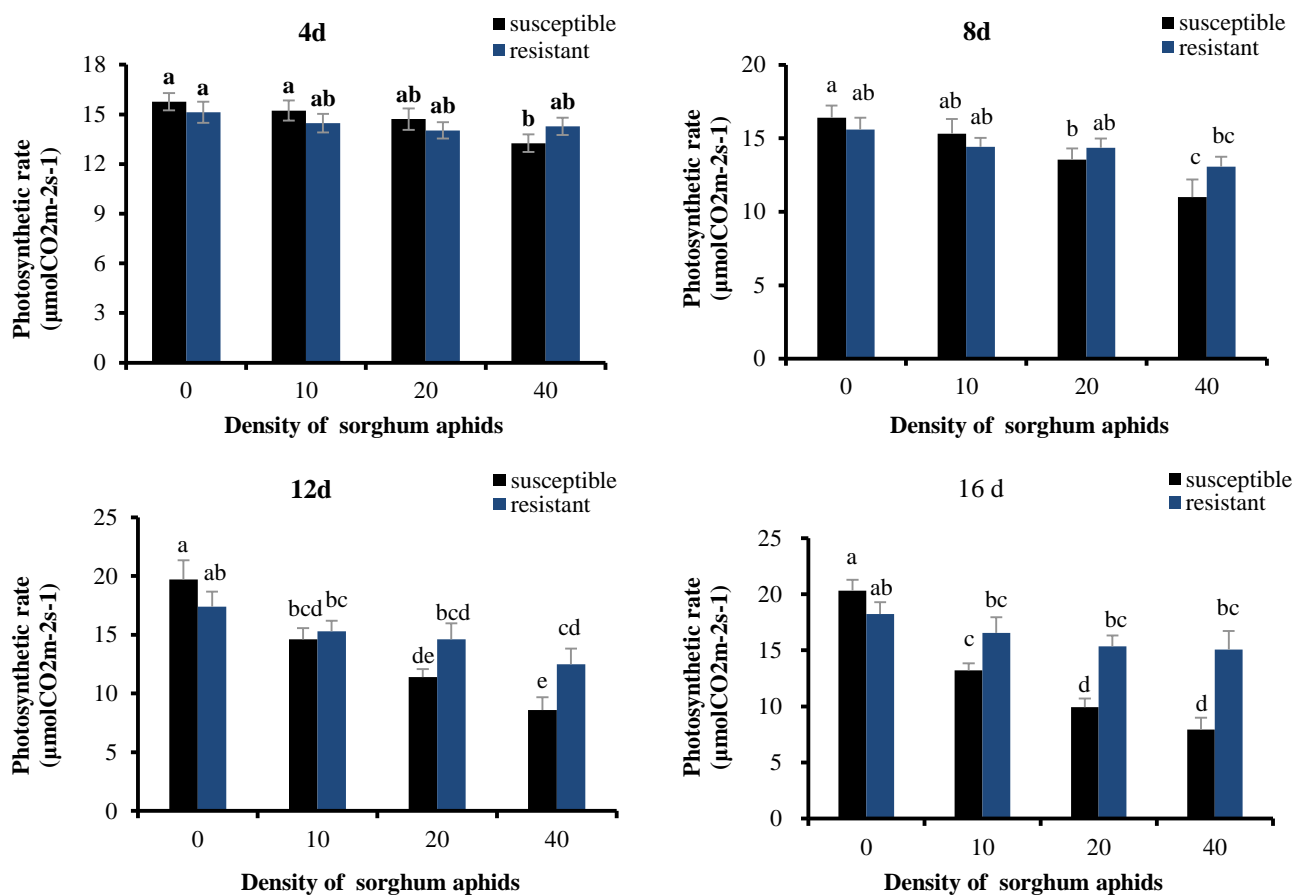 4d
susceptible
resistant
18
15
12
9
6
3
0
a a a ab ab ab b ab
Photosynthetic rate
(µmolCO2m-2s-1)
0 10 20 40
Density of sorghum aphids
8d
susceptible
resistant
20
15
10
5
0
a ab ab ab b ab c bc
Photosynthetic rate
(µmolCO2m-2s-1)
0 10 20 40
Density of sorghum aphids
12d
susceptible
resistant
25
20
15
10
5
0
a ab bcd bc de bcd e cd
Photosynthetic rate
(µmolCO2m-2s-1)
0 10 20 40
Density of sorghum aphids
16 d
susceptible
resistant
25
20
15
10
5
0
a ab c bc d bc d bc
Photosynthetic rate
(µmolCO2m-2s-1)
0 10 20 40
Density of sorghum aphids